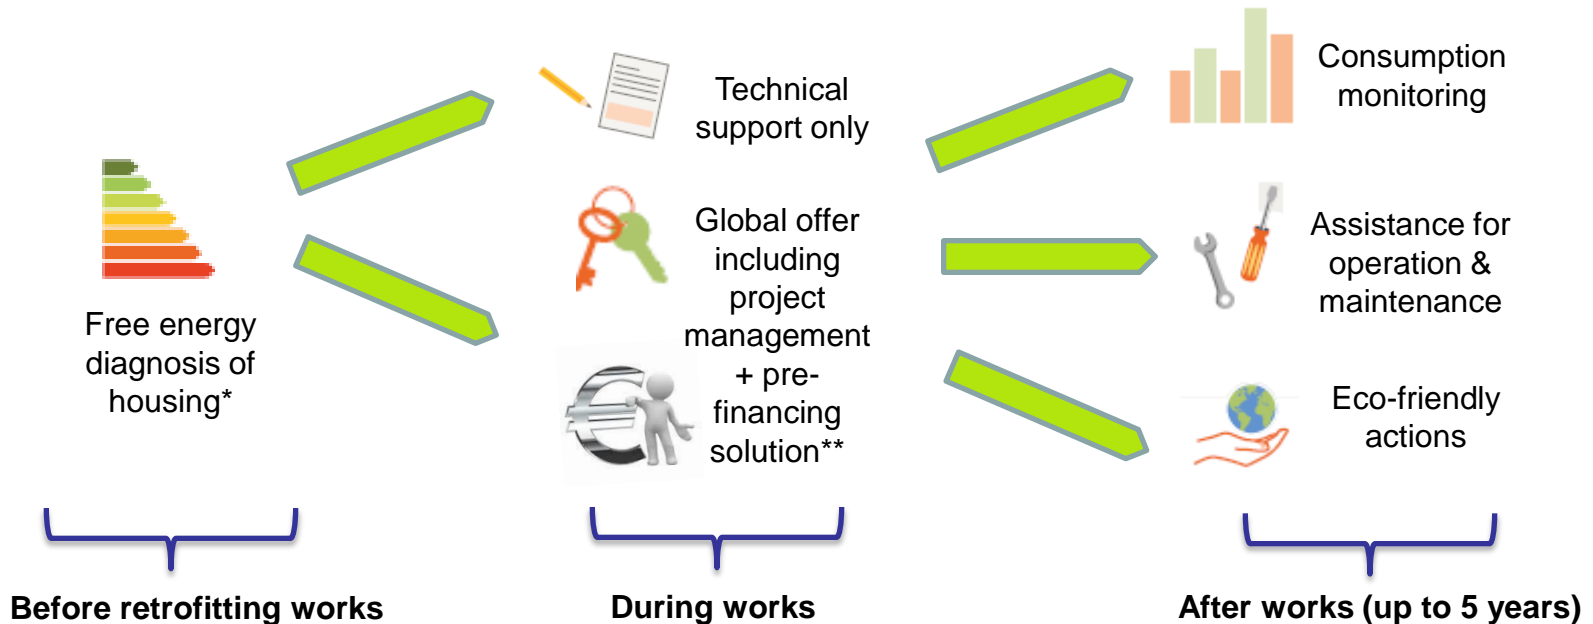 Free energy
diagnosis of
housing*
Technical
support only
Global offer
including
project
management
+ pre-
financing
solution**
Consumption
monitoring
Assistance for
operation &
maintenance
Eco-friendly
actions
Before retrofitting works
During works
After works (up to 5 years)